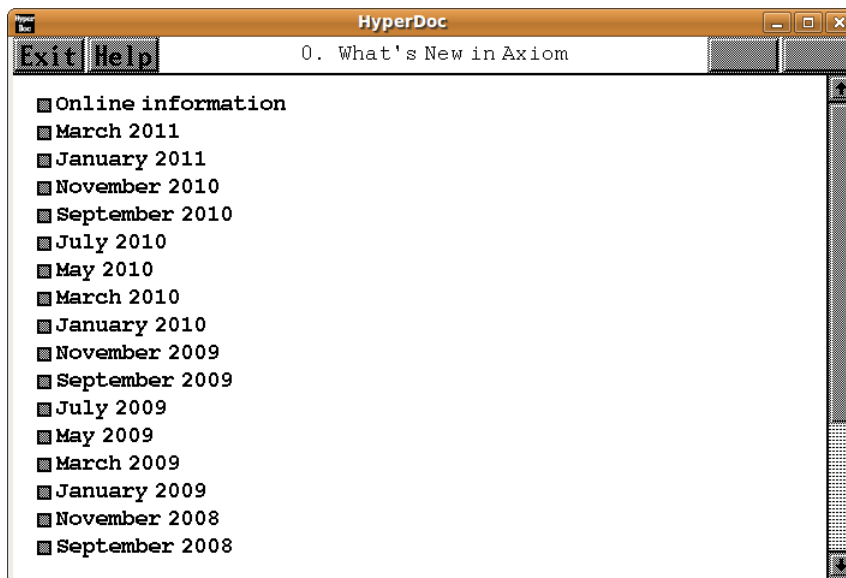 Hyper
Doc
HyperDoc
Exit Help
0. What's New in Axiom
Online information
March 2011
January 2011
November 2010
September 2010
July 2010
May 2010
March 2010
January 2010
November 2009
September 2009
July 2009
May 2009
March 2009
January 2009
November 2008
September 2008